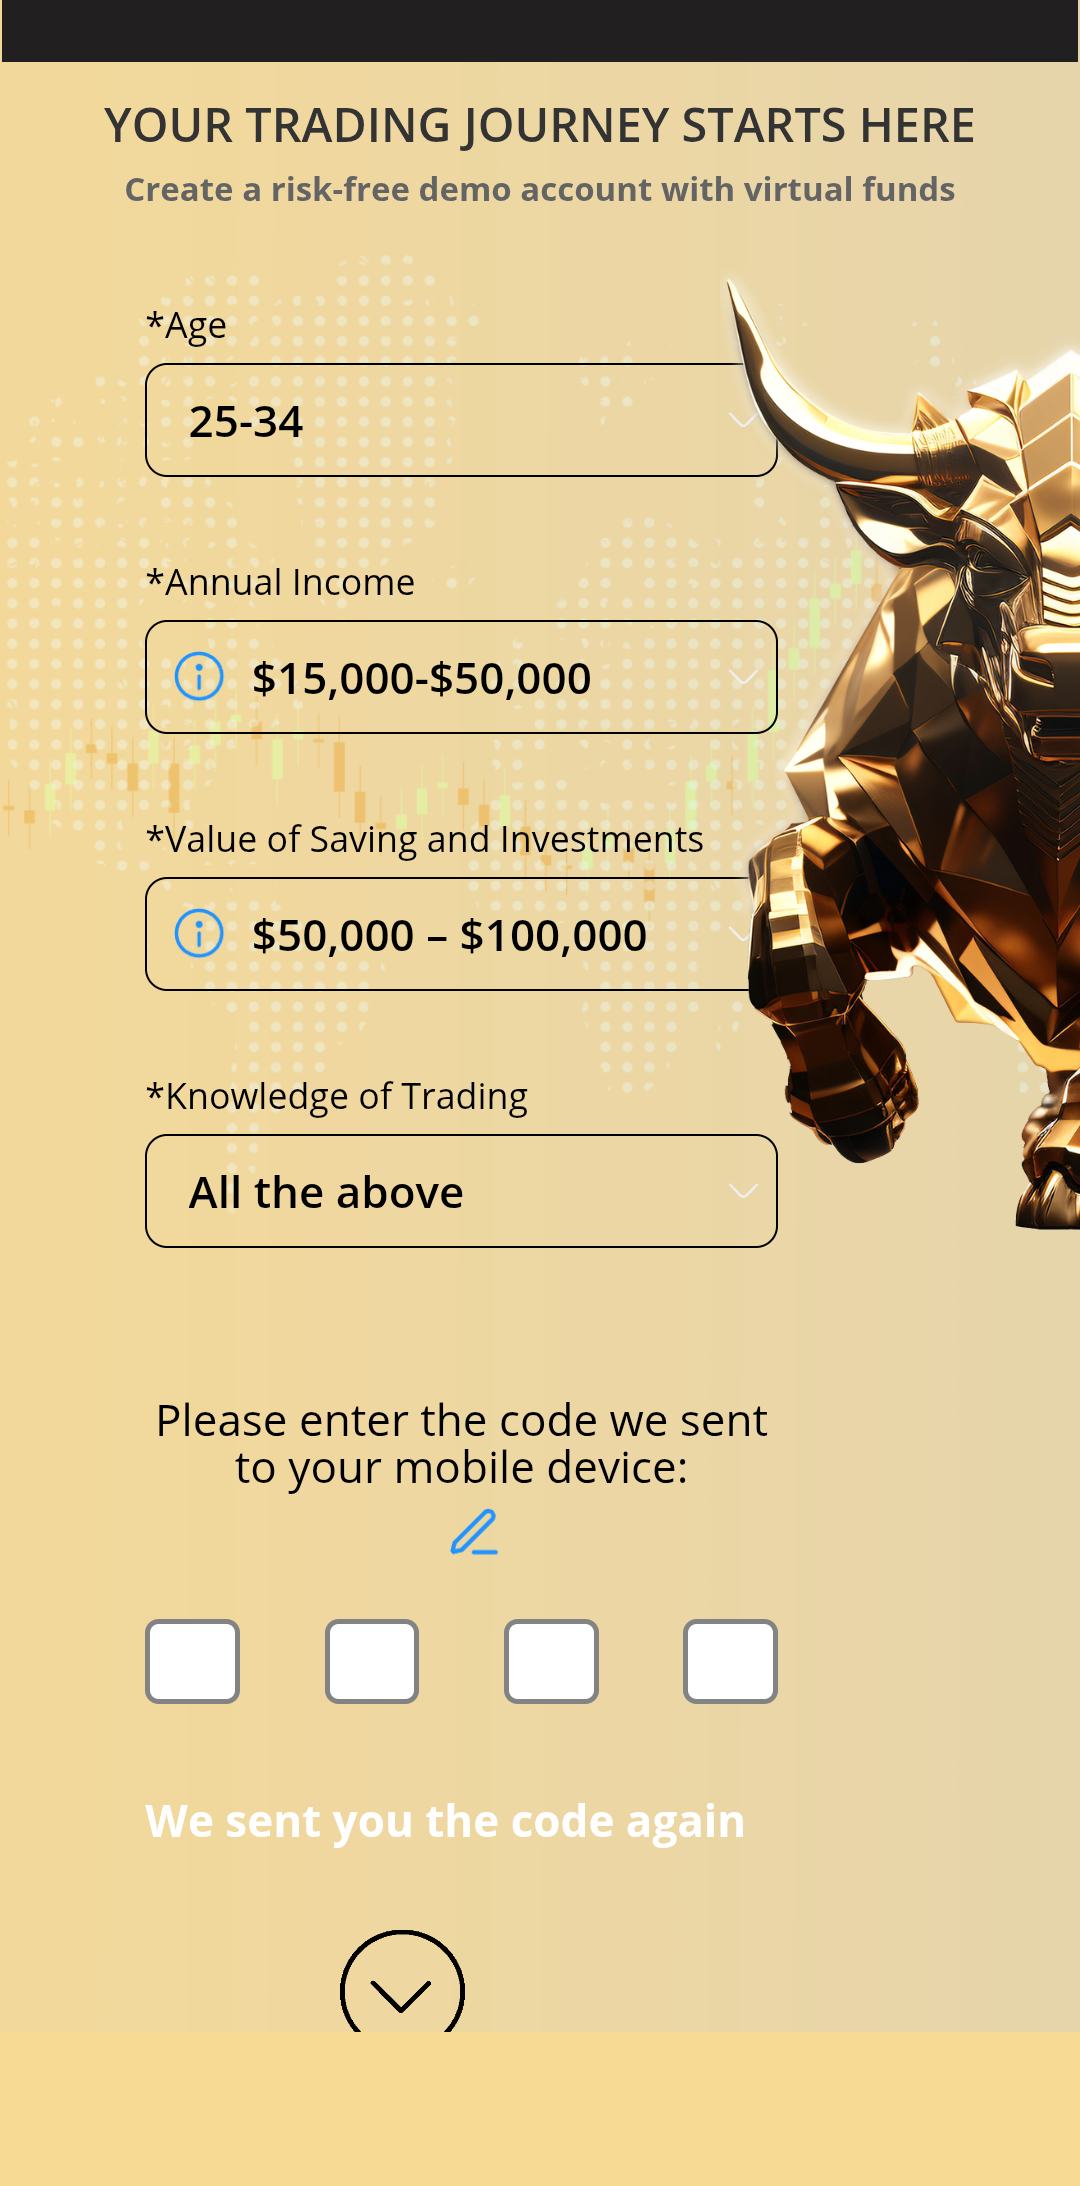 YOUR TRADING JOURNEY STARTS HERE
Create a risk-free demo account with virtual funds
*Age
25-34
*Annual Income
$15,000-$50,000
*Value of Saving and Investments
$50,000 – $100,000
*Knowledge of Trading
All the above
Please enter the code we sent
to your mobile device:
We sent you the code again